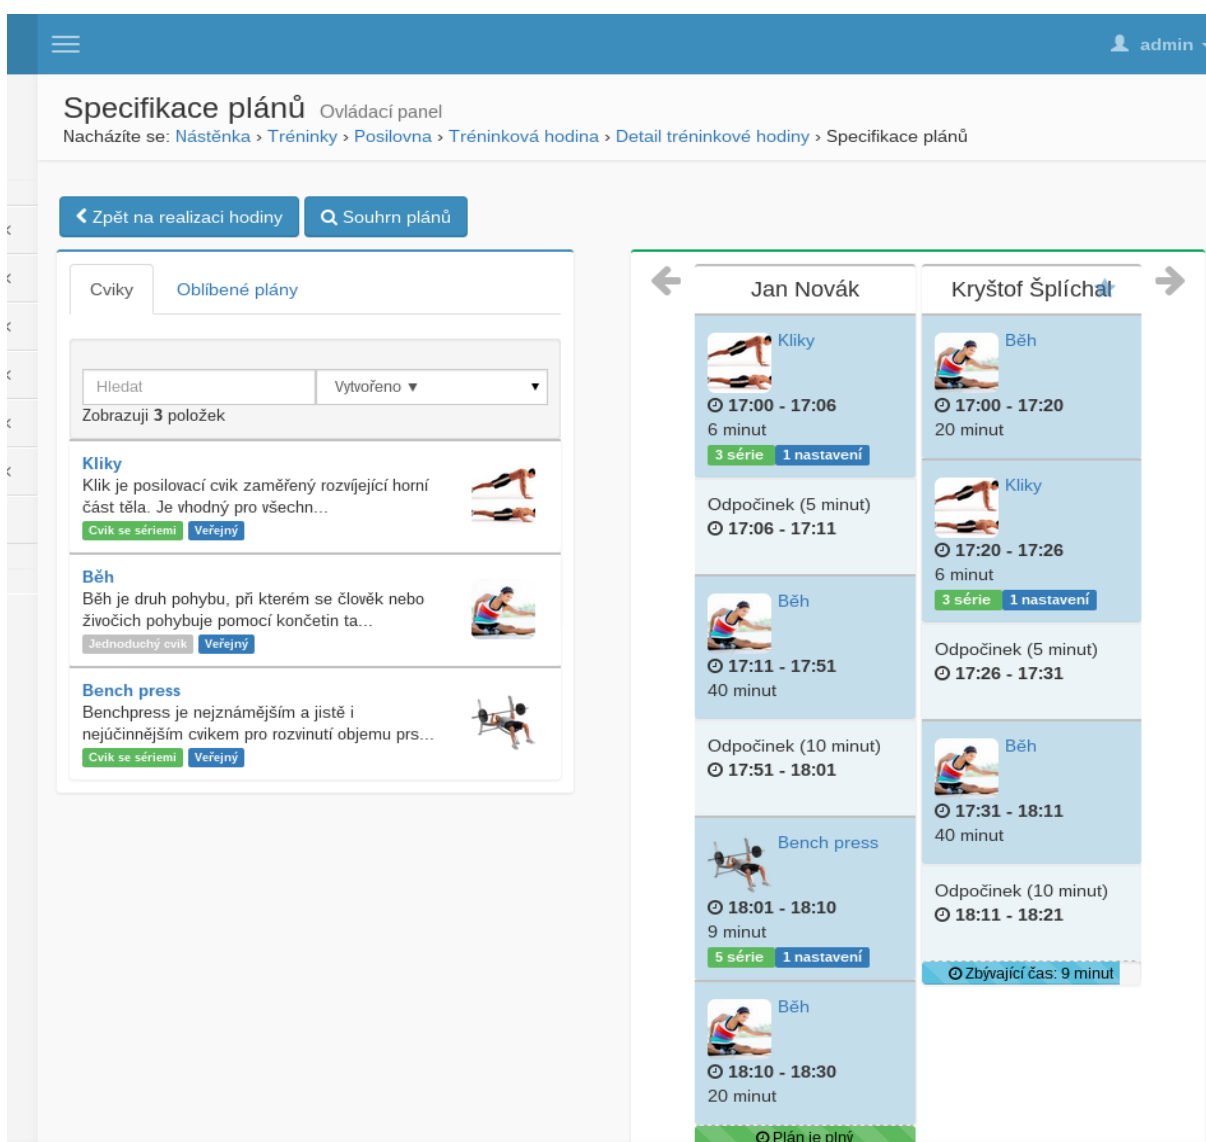 admin
Specifikace plánů Ovládací panel
Nacházíte se: Nástěnka › Tréninky › Posilovna › Tréninková hodina › Detail tréninkové hodiny › Specifikace plánů
Zpět na realizaci hodiny
Souhrn plánů
Cviky
Oblíbené plány
Hledat
Vytvořeno ▼
Zobrazuji 3 položek
Kliky
Klik je posilovací cvik zaměřený rozvíjející horní
část těla. Je vhodný pro všechn...
Cvik se sériemi Veřejný
Běh
Běh je druh pohybu, při kterém se člověk nebo
živočich pohybuje pomocí končetin ta...
Jednoduchý cvik Veřejný
Bench press
Benchpress je nejznámějším a jistě i
nejúčinnějším cvikem pro rozvinutí objemu prs...
Cvik se sériemi Veřejný
Jan Novák
Kliky
17:00 - 17:06
6 minut
3 série 1 nastavení
Odpočinek (5 minut)
17:06 - 17:11
Běh
17:11 - 17:51
40 minut
Odpočinek (10 minut)
17:51 - 18:01
Bench press
18:01 - 18:10
9 minut
5 série 1 nastavení
Běh
18:10 - 18:30
20 minut
Plán je plný
Kryštof Šplíchal
Běh
17:00 - 17:20
20 minut
Kliky
17:20 - 17:26
6 minut
3 série 1 nastavení
Odpočinek (5 minut)
17:26 - 17:31
Běh
17:31 - 18:11
40 minut
Odpočinek (10 minut)
18:11 - 18:21
Zbývající čas: 9 minut